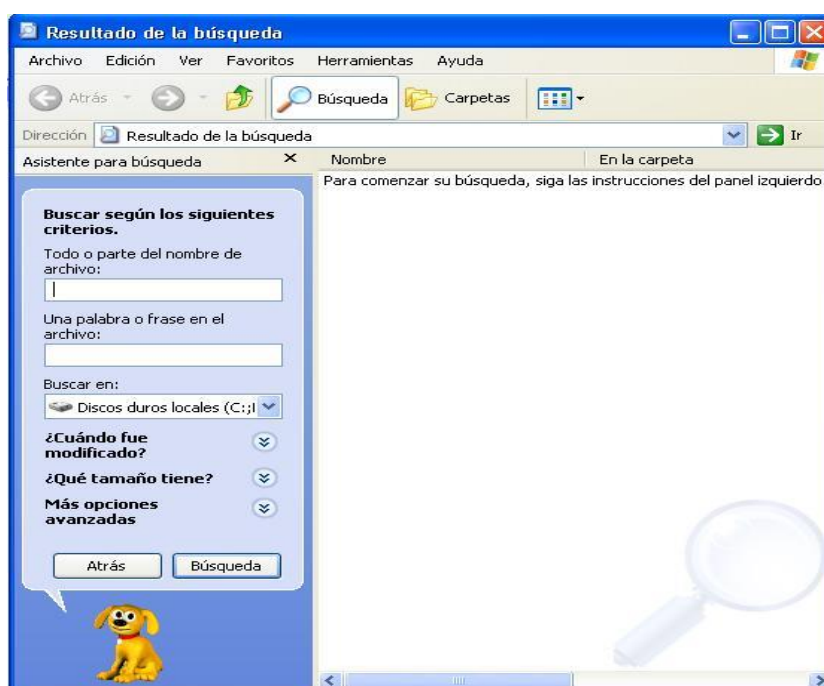 Resultado de la búsqueda
Archivo Edición Ver Favoritos Herramientas Ayuda
Atrás Búsqueda Carpetas
Dirección Resultado de la búsqueda Ir
Asistente para búsqueda
Nombre En la carpeta
Para comenzar su búsqueda, siga las instrucciones del panel izquierdo
Buscar según los siguientes
criterios.
Todo o parte del nombre de
archivo:
Una palabra o frase en el
archivo:
Buscar en:
Discos duros locales (C:;
¿Cuándo fue
modificado?
¿Qué tamaño tiene?
Más opciones
avanzadas
Atrás Búsqueda